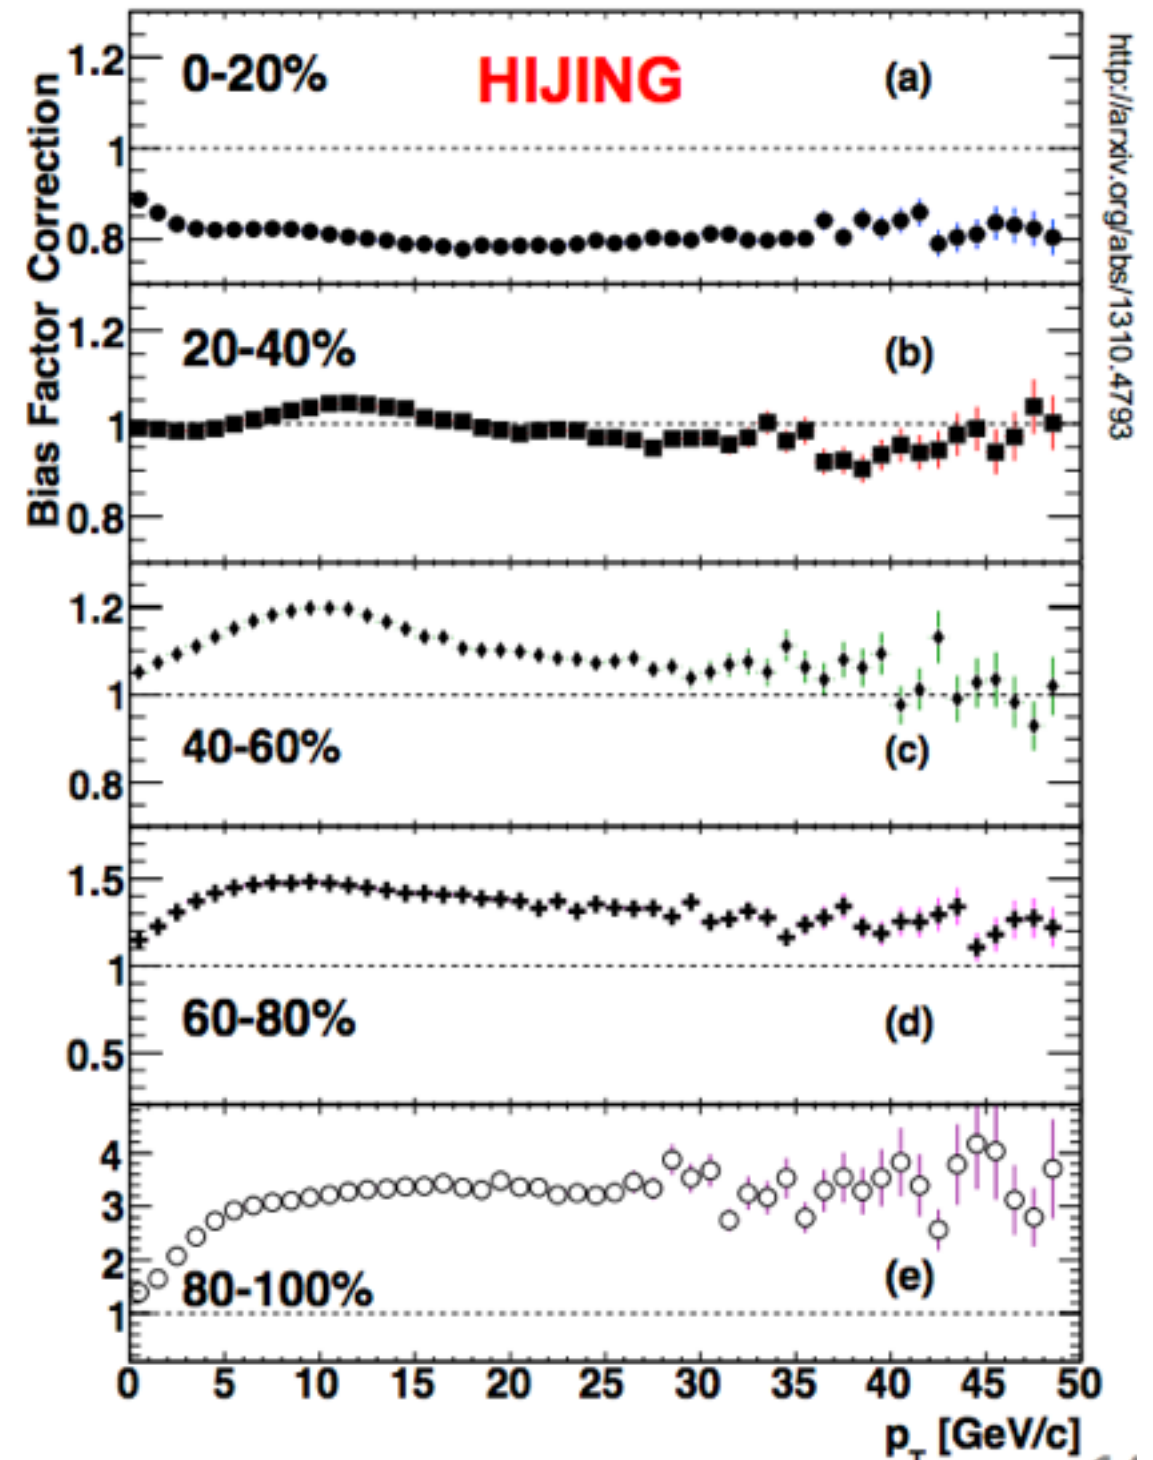 1.2
0-20%
HIJING
(a)
1
0.8
Bias Factor Correction
http://arxiv.org/abs/1310.4793
1.2
20-40%
(b)
1
0.8
1.2
1
40-60%
(c)
0.8
1.5
1
60-80%
(d)
0.5
4
3
2
80-100%
(e)
1
0 5 10 15 20 25 30 35 40 45 50
pT [GeV/c]